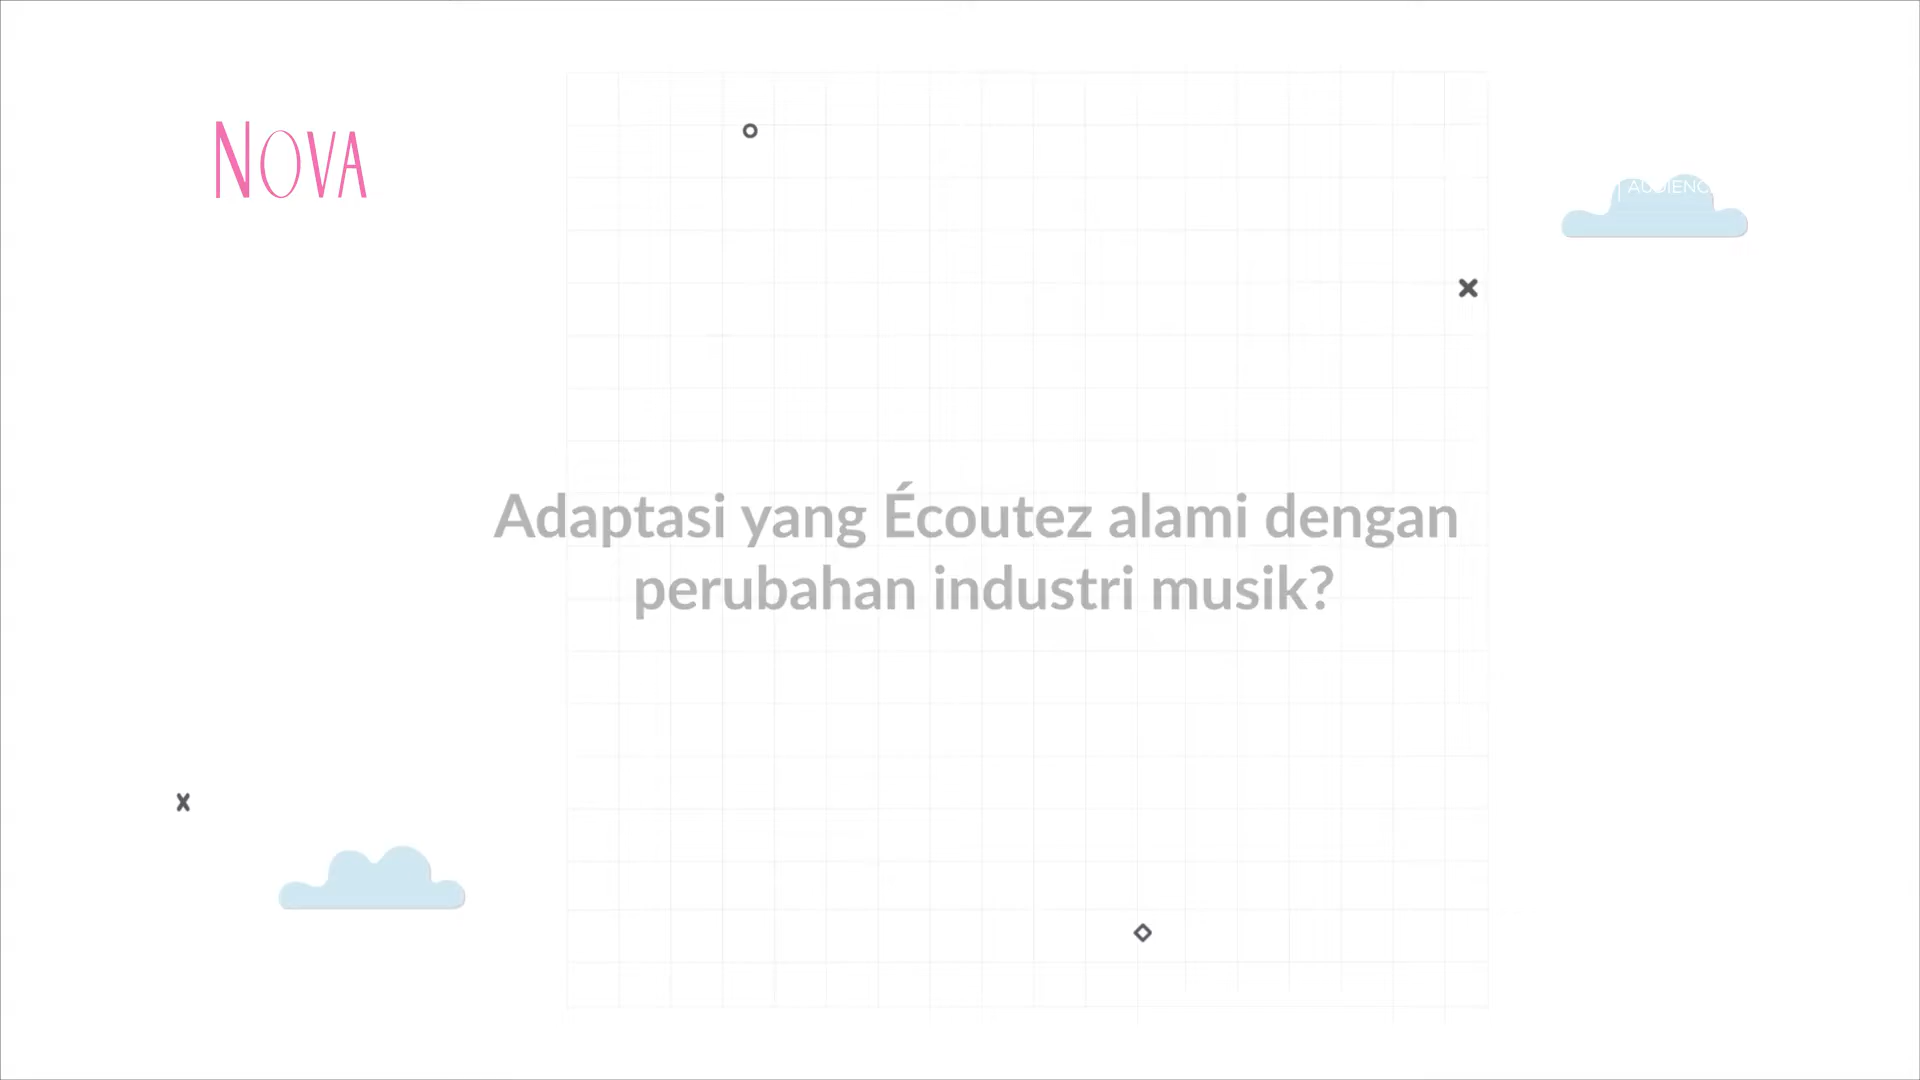 NOVA
Adaptasi yang Écoutez alami dengan
perubahan industri musik?